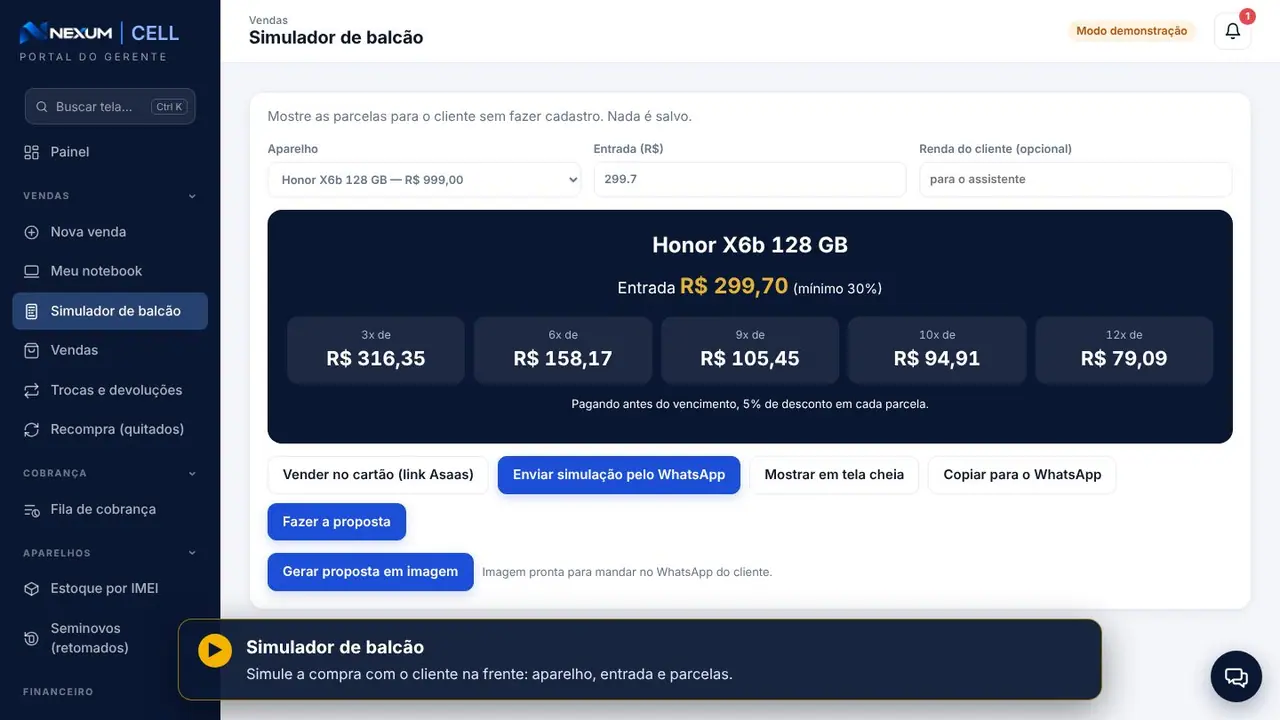 NEXUM | CELL
PORTAL DO GERENTE
Buscar tela... Ctrl K
Painel
VENDAS
Nova venda
Meu notebook
Simulador de balcão
Vendas
Trocas e devoluções
Recompra (quitados)
COBRANÇA
Fila de cobrança
APARELHOS
Estoque por IMEI
Seminovos
(retomados)
FINANCEIRO
Vendas
Simulador de balcão
Modo demonstração
1
Mostre as parcelas para o cliente sem fazer cadastro. Nada é salvo.
Aparelho Entrada (R$) Renda do cliente (opcional)
Honor X6b 128 GB — R$ 999,00 299.7 para o assistente
Honor X6b 128 GB
Entrada R$ 299,70 (mínimo 30%)
3x de 6x de 9x de 10x de 12x de
R$ 316,35 R$ 158,17 R$ 105,45 R$ 94,91 R$ 79,09
Pagando antes do vencimento, 5% de desconto em cada parcela.
Vender no cartão (link Asaas) Enviar simulação pelo WhatsApp Mostrar em tela cheia Copiar para o WhatsApp
Fazer a proposta
Gerar proposta em imagem Imagem pronta para mandar no WhatsApp do cliente.
Simulador de balcão
Simule a compra com o cliente na frente: aparelho, entrada e parcelas.